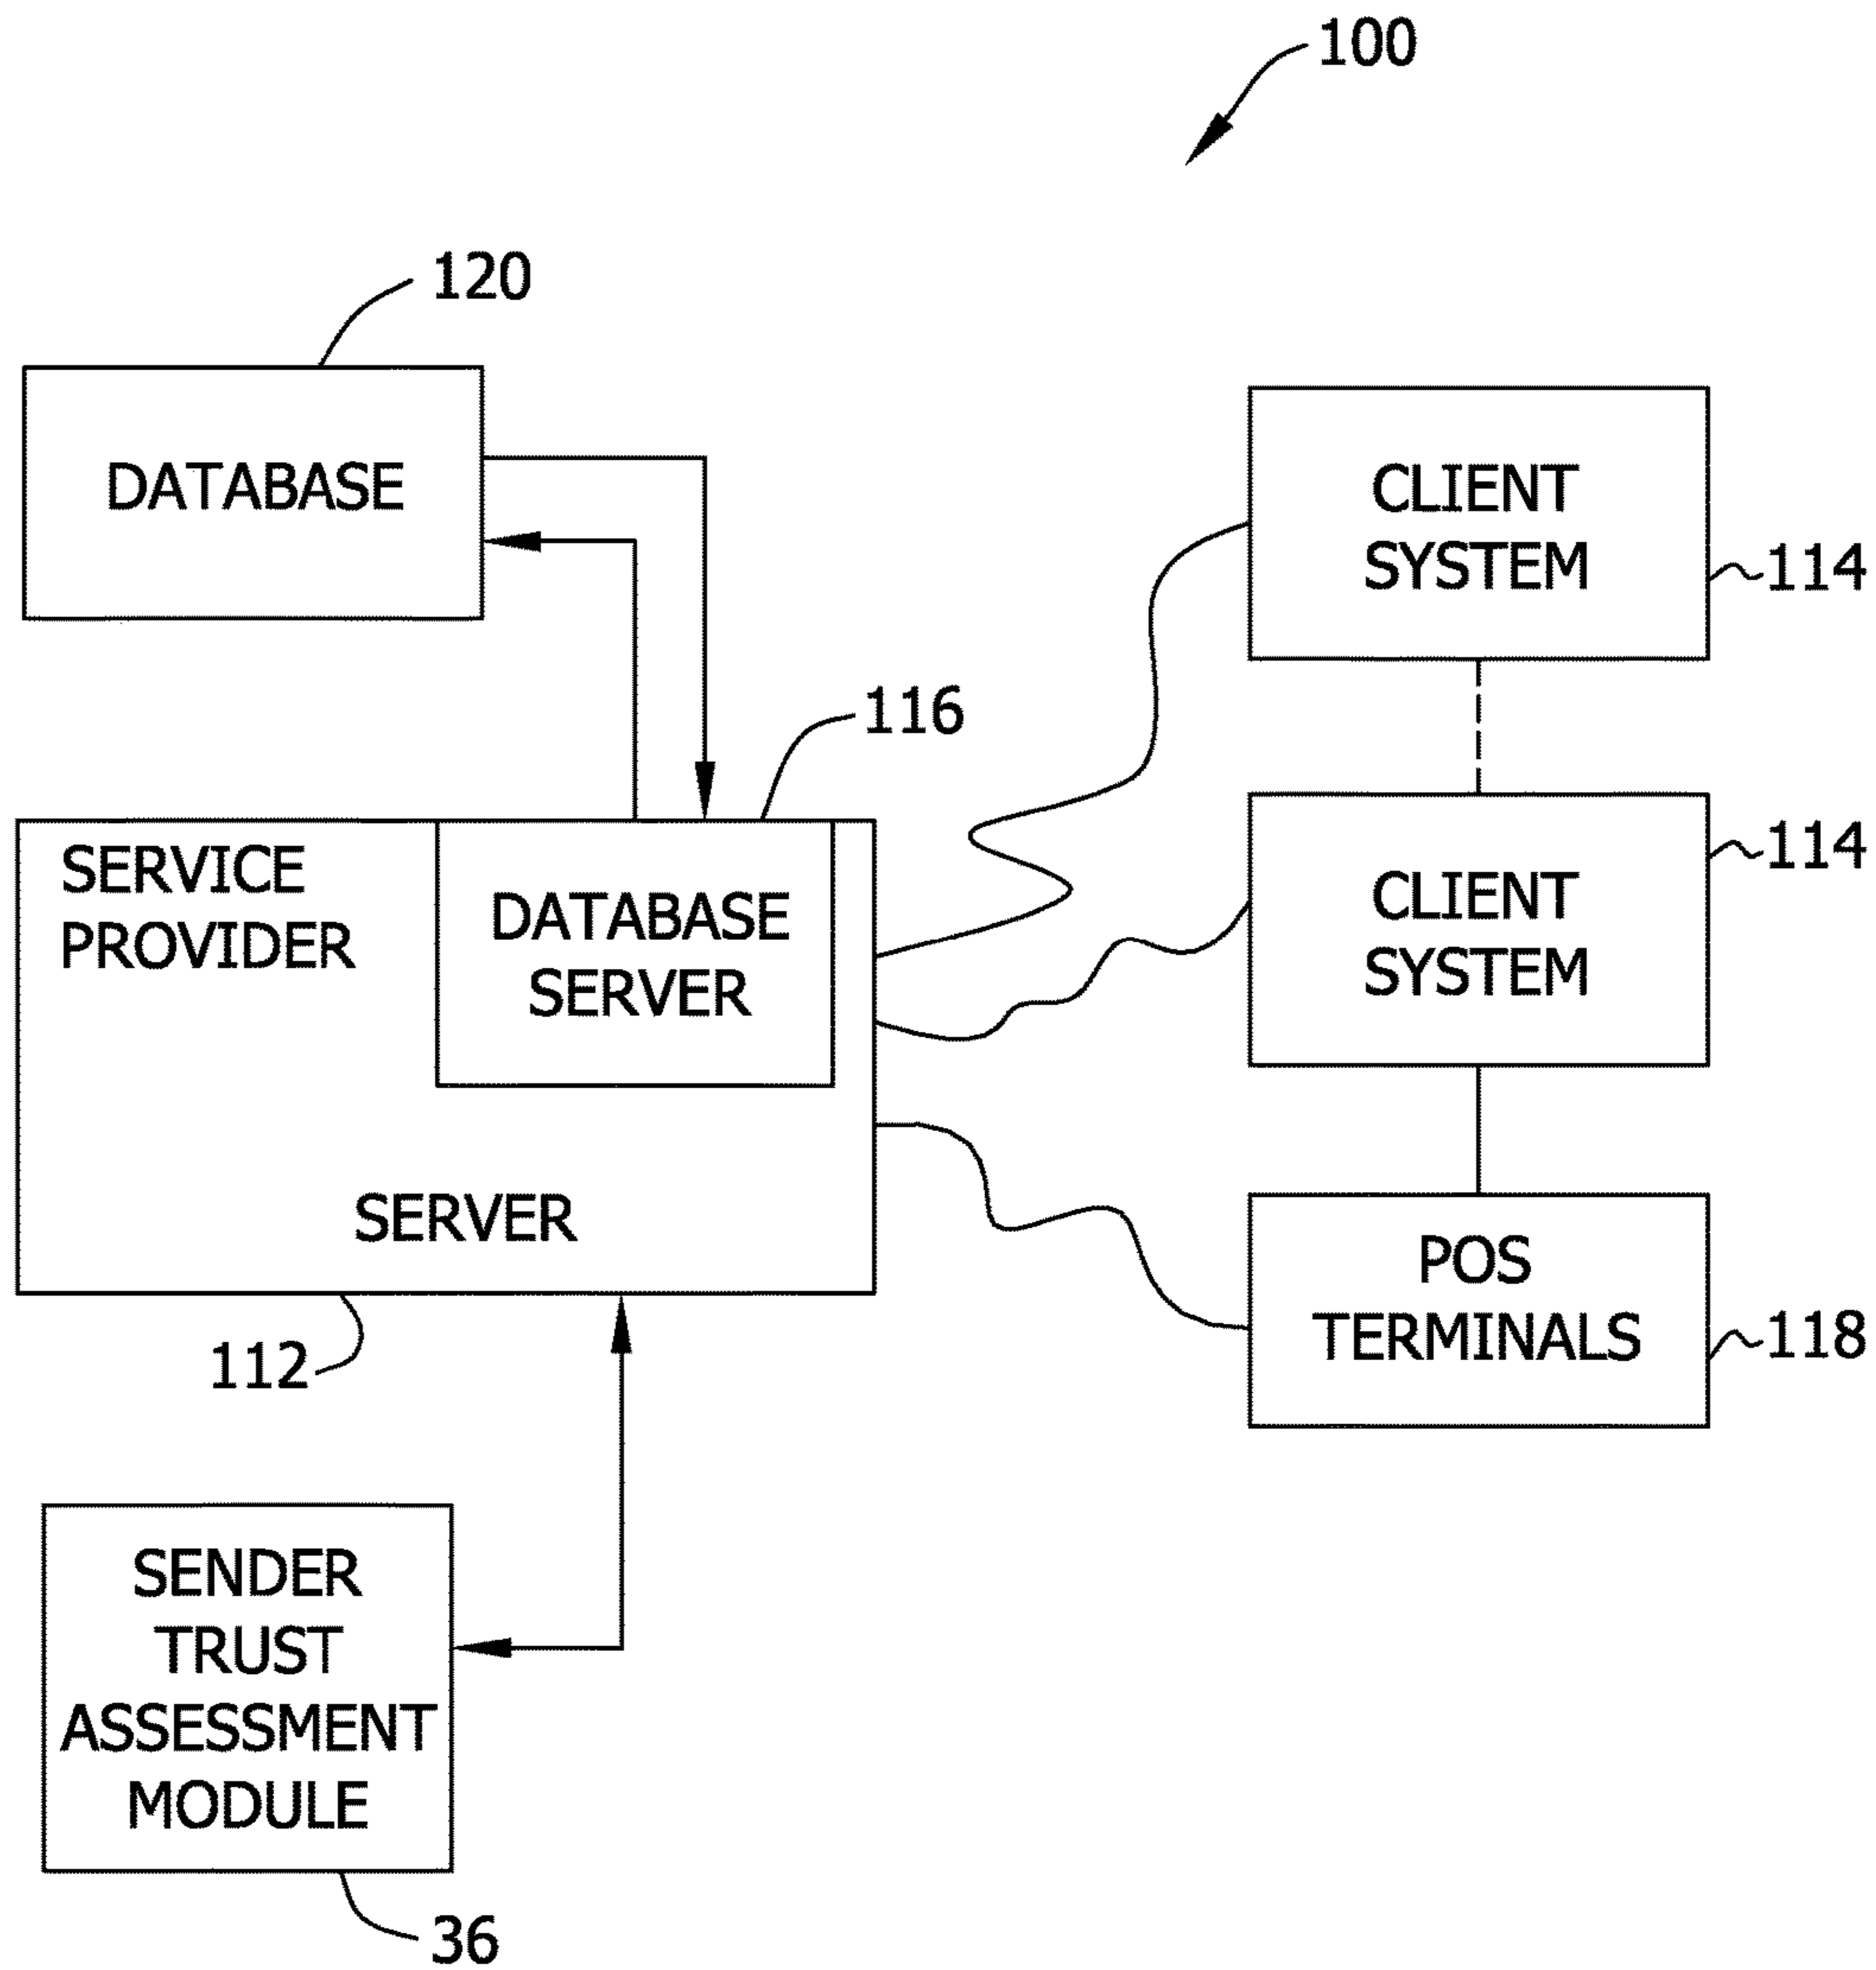 100
120
DATABASE
CLIENT
SYSTEM
114
116
SERVICE
PROVIDER
DATABASE
SERVER
SERVER
112
CLIENT
SYSTEM
114
POS
TERMINALS
118
SENDER
TRUST
ASSESSMENT
MODULE
36